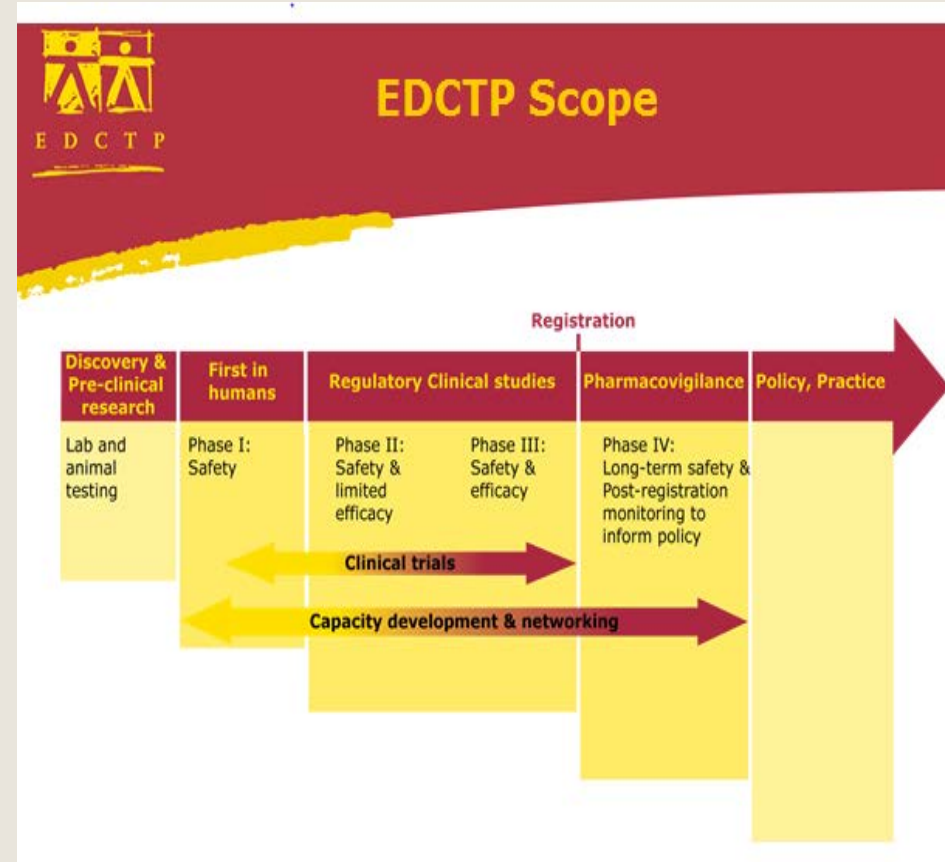 EDCTP Scope
E D C T P
Registration
Discovery &
Pre-clinical
research
First in
humans
Regulatory Clinical studies
Pharmacovigilance
Policy, Practice
Lab and
animal
testing
Phase I:
Safety
Phase II:
Safety &
limited
efficacy
Phase III:
Safety &
efficacy
Phase IV:
Long-term safety &
Post-registration
monitoring to
inform policy
Clinical trials
Capacity development & networking